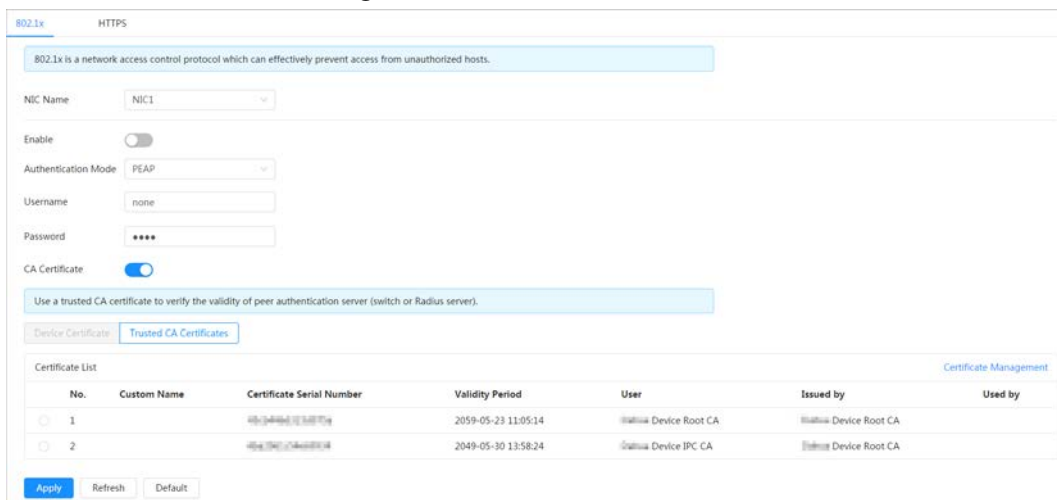 802.1x HTTPS
802.1x is a network access control protocol which can effectively prevent access from unauthorized hosts.
NIC Name NIC1
Enable
Authentication Mode PEAP
Username none
Password ••••
CA Certificate
Use a trusted CA certificate to verify the validity of peer authentication server (switch or Radius server).
Device Certificate Trusted CA Certificates
Certificate List Certificate Management
No. Custom Name Certificate Serial Number Validity Period User Issued by Used by
1 2059-05-23 11:05:14 Device Root CA Device Root CA
2 2049-05-30 13:58:24 Device IPC CA Device Root CA
Apply Refresh Default